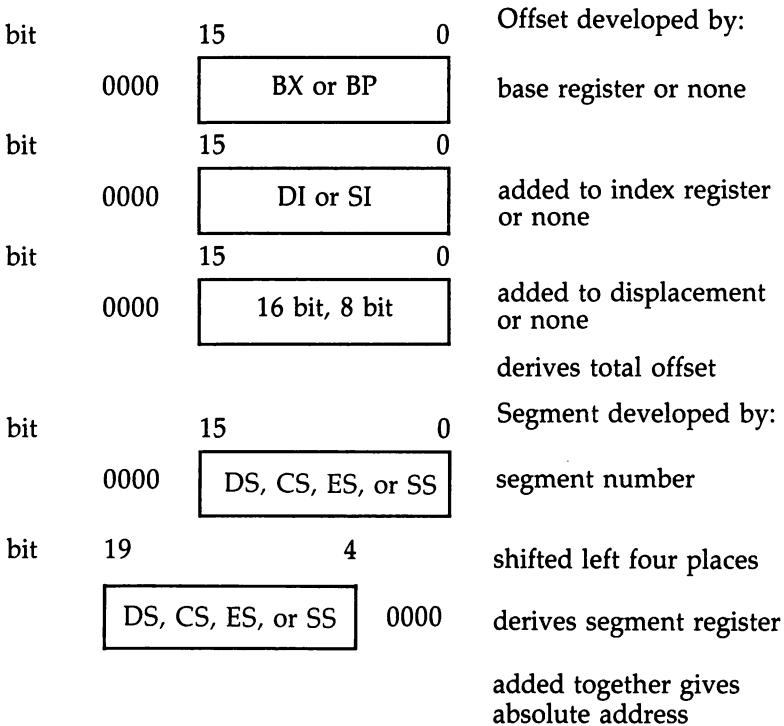 Offset developed by:
bit 15 0
0000 BX or BP base register or none
bit 15 0
0000 DI or SI added to index register
or none
bit 15 0
0000 16 bit, 8 bit added to displacement
or none
derives total offset
Segment developed by:
bit 15 0
0000 DS, CS, ES, or SS segment number
bit 19 4 shifted left four places
DS, CS, ES, or SS 0000 derives segment register
added together gives
absolute address